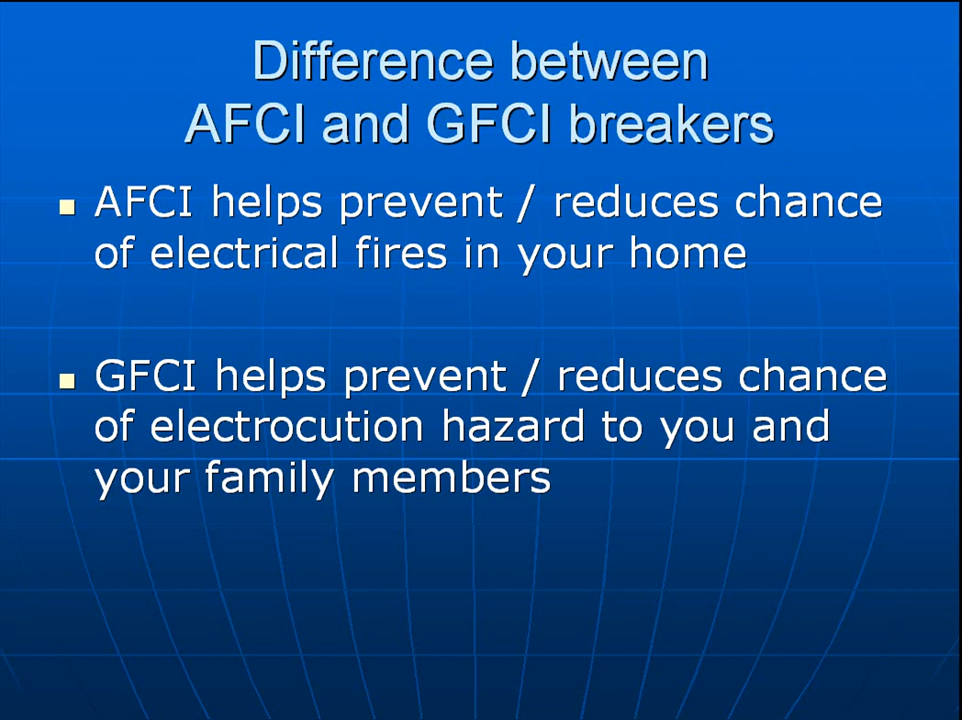 Difference between
AFCI and GFCI breakers
AFCI helps prevent / reduces chance
of electrical fires in your home
GFCI helps prevent / reduces chance
of electrocution hazard to you and
your family members